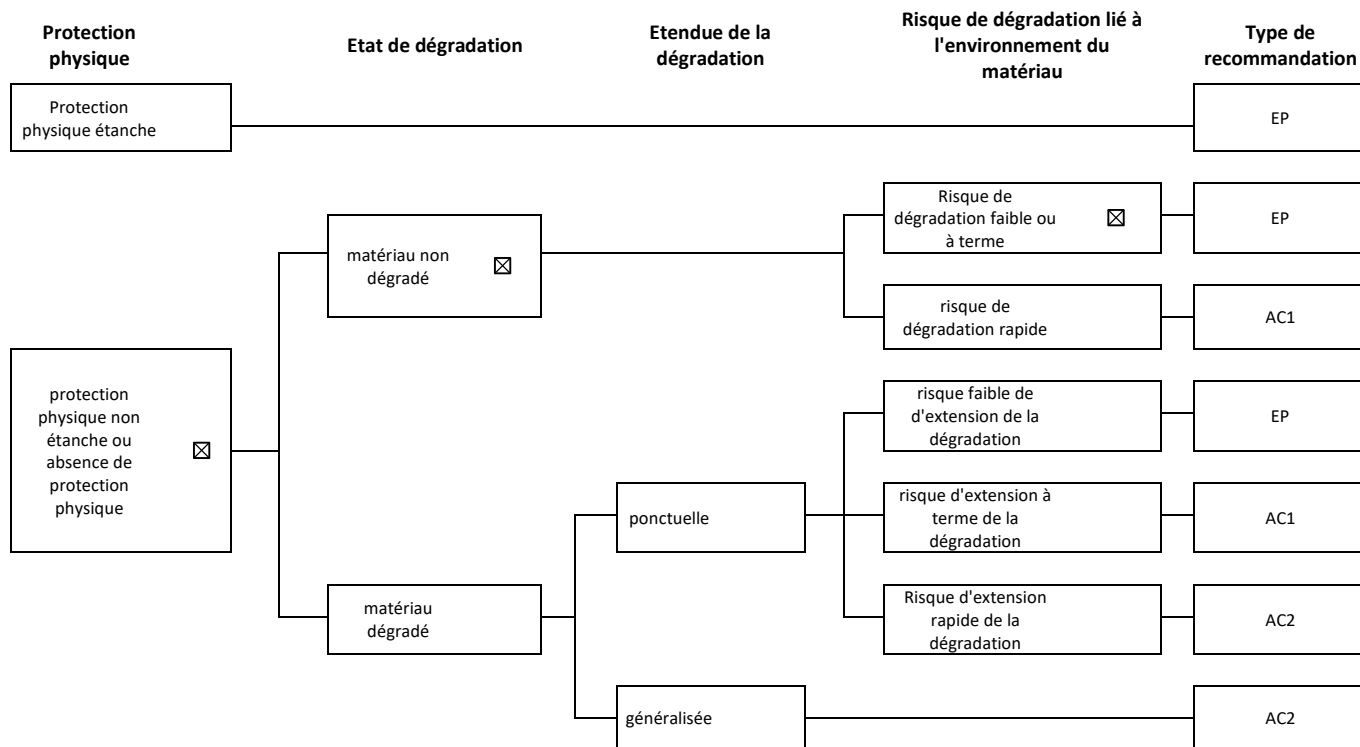 Protection
physique
Etat de dégradation
Etendue de la
dégradation
Risque de dégradation lié à
l'environnement du
matériau
Type de
recommandation
Protection
physique étanche
EP
Risque de
dégradation faible ou
à terme
EP
matériau non
dégradé
risque de
dégradation rapide
AC1
protection
physique non
étanche ou
absence de
protection
physique
risque faible de
d'extension de la
dégradation
EP
ponctuelle
risque d'extension à
terme de la
dégradation
AC1
matériau
dégradé
Risque d'extension
rapide de la
dégradation
AC2
généralisée
AC2